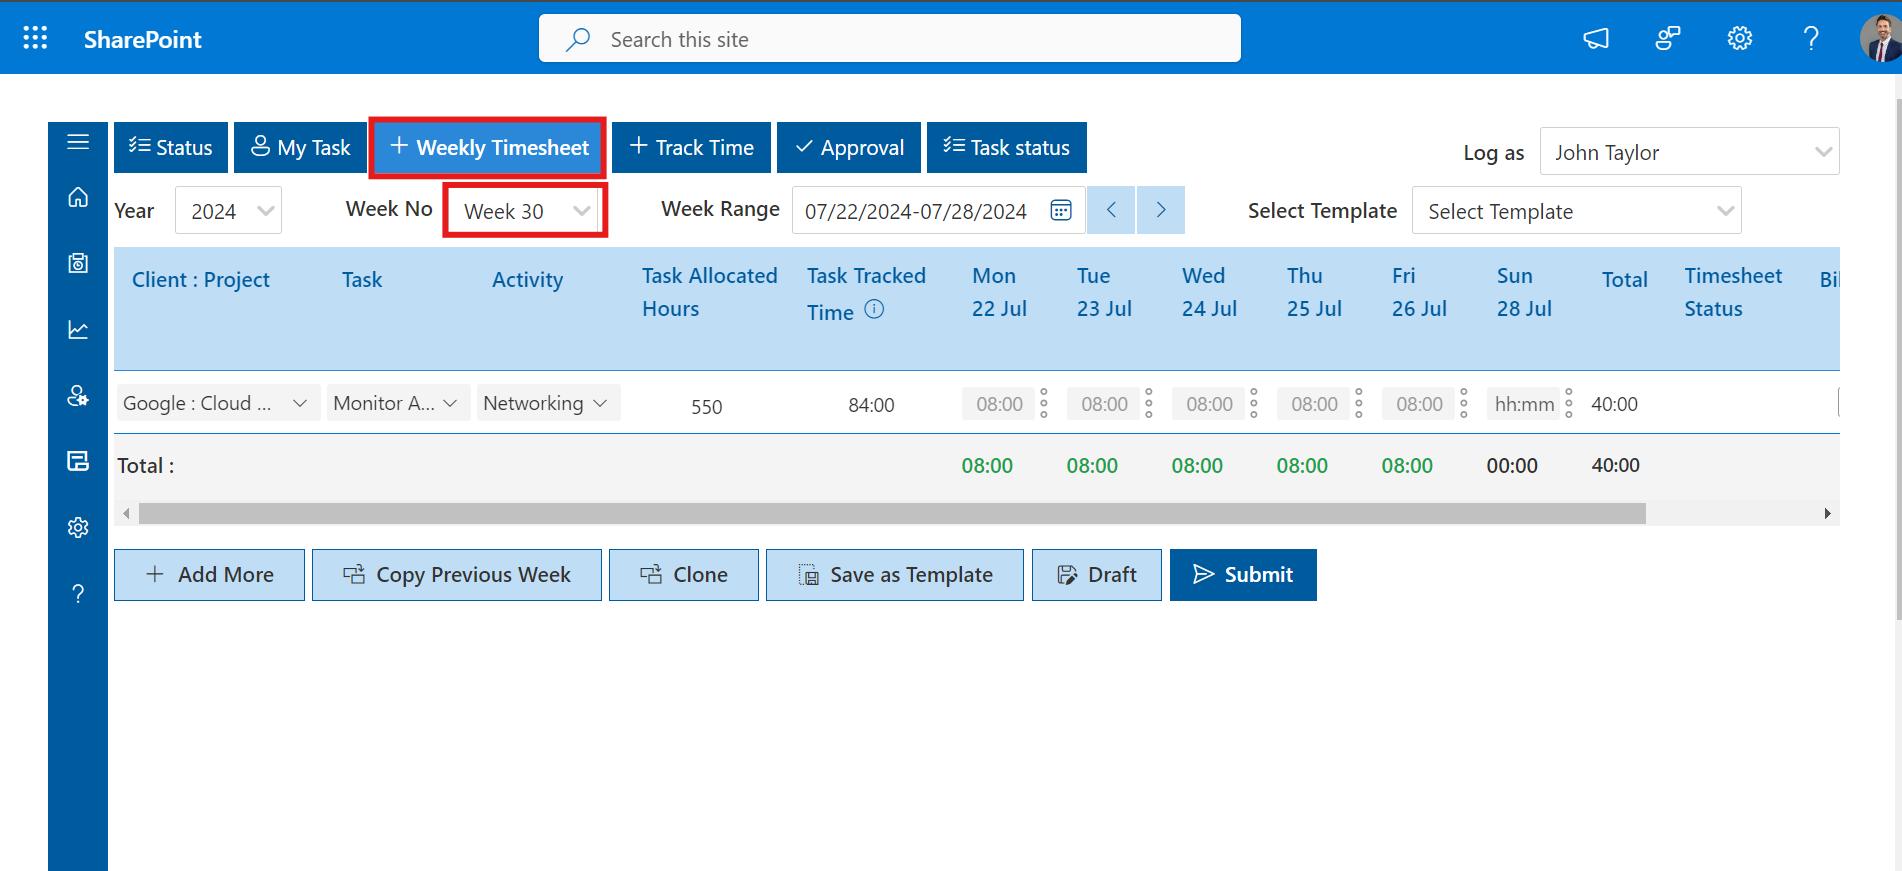 SharePoint
Search this site
?
Status
My Task
+ Weekly Timesheet
+ Track Time
Approval
Task status
Log as
John Taylor
Year
2024
Week No
Week 30
Week Range
07/22/2024-07/28/2024
Select Template
Select Template
Client : Project
Task
Activity
Task Allocated
Hours
Task Tracked
Time
Mon
22 Jul
Tue
23 Jul
Wed
24 Jul
Thu
25 Jul
Fri
26 Jul
Sun
28 Jul
Total
Timesheet
Status
Bil
Google : Cloud ...
Monitor A...
Networking
550
84:00
08:00
08:00
08:00
08:00
08:00
hh:mm
40:00
Total :
08:00
08:00
08:00
08:00
08:00
00:00
40:00
?
+ Add More
Copy Previous Week
Clone
Save as Template
Draft
Submit